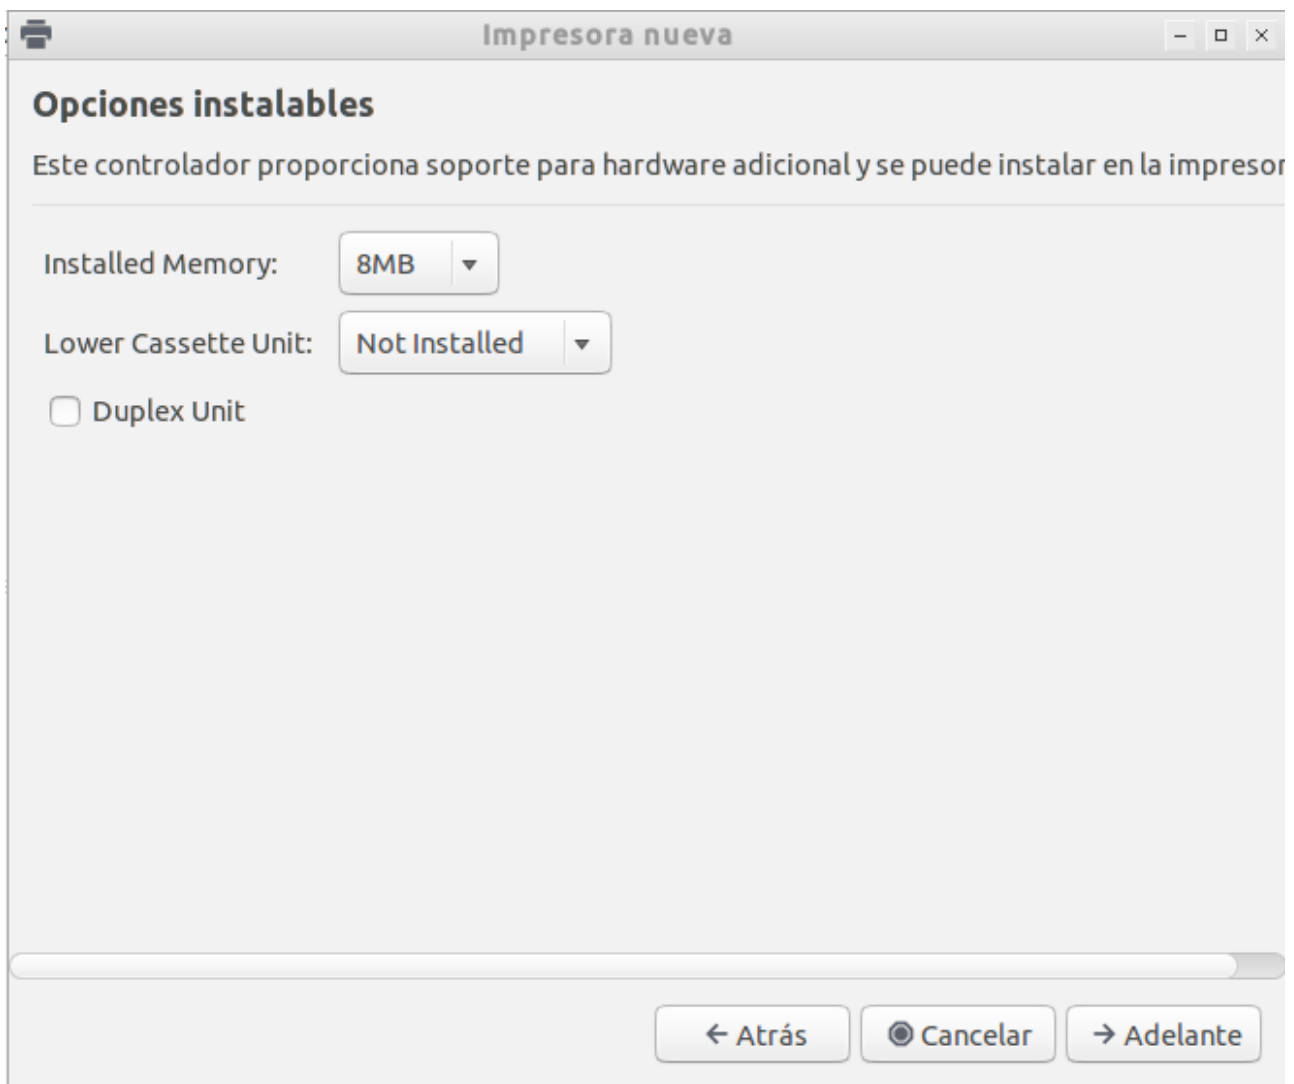 Impresora nueva
Opciones instalables
Este controlador proporciona soporte para hardware adicional y se puede instalar en la impresor
Installed Memory: 8MB
Lower Cassette Unit: Not Installed
Duplex Unit
Atrás Cancelar Adelante